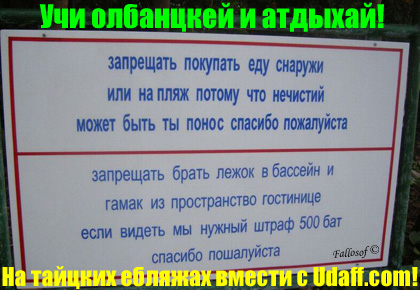 Учи олбанцкей и атдыхай!
запрещать покупать еду снаружи
или на пляж потому что нечистий
может быть ты понос спасибо пожалуйста
запрещать брать лежок в бассейн и
гамак из пространство гостинице
если видеть мы нужный штраф 500 бат
спасибо пошалуйста
Fallosof ©
На тайцких ебляжах вмести с Udaff.com!